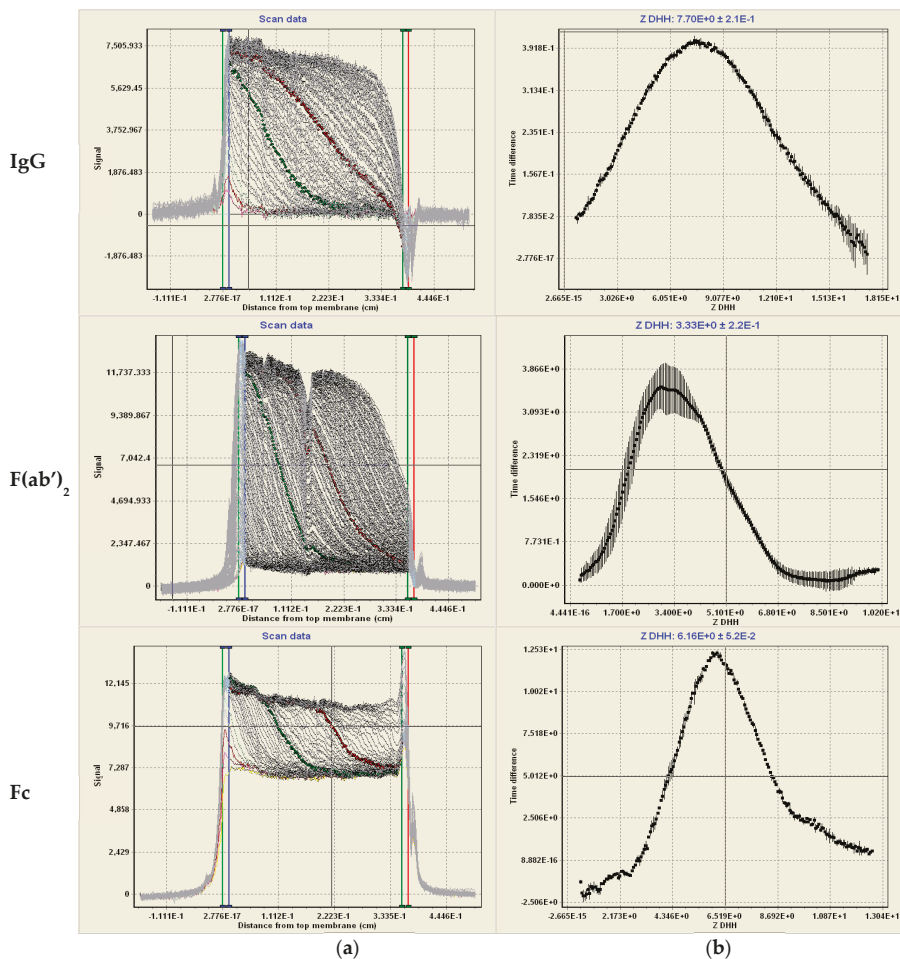 Scan data
7,505.933
5,629.45
3,752.967
1,876.483
0
-1,876.483
Signal
-1.111E-1 2.776E-17 1.112E-1 2.223E-1 3.334E-1 4.446E-1
Distance from top membrane (cm)
Z DHH: 7.70E+0 ± 2.1E-1
3.918E-1
3.134E-1
2.351E-1
1.567E-1
7.835E-2
-2.776E-17
Time difference
2.665E-15 3.026E+0 6.051E+0 9.077E+0 1.210E+1 1.513E+1 1.815E+1
Z DHH
IgG
Scan data
11,737.333
9,389.867
7,042.4
4,694.933
2,347.467
0
Signal
-1.111E-1 2.776E-17 1.112E-1 2.223E-1 3.334E-1 4.446E-1
Distance from top membrane (cm)
Z DHH: 3.33E+0 ± 2.2E-1
3.866E+0
3.093E+0
2.319E+0
1.546E+0
7.731E-1
0.000E+0
Time difference
4.441E-16 1.700E+0 3.400E+0 5.101E+0 6.801E+0 8.501E+0 1.020E+1
Z DHH
F(ab′)2
Scan data
12,145
9,716
7,287
4,858
2,429
0
Signal
-1.111E-1 2.776E-17 1.112E-1 2.223E-1 3.335E-1 4.446E-1
Distance from top membrane (cm)
Z DHH: 6.16E+0 ± 5.2E-2
1.253E+1
1.002E+1
7.518E+0
5.012E+0
2.506E+0
8.882E-16
-2.506E+0
Time difference
-2.665E-15 2.173E+0 4.346E+0 6.519E+0 8.692E+0 1.087E+1 1.304E+1
Z DHH
Fc
(a) (b)